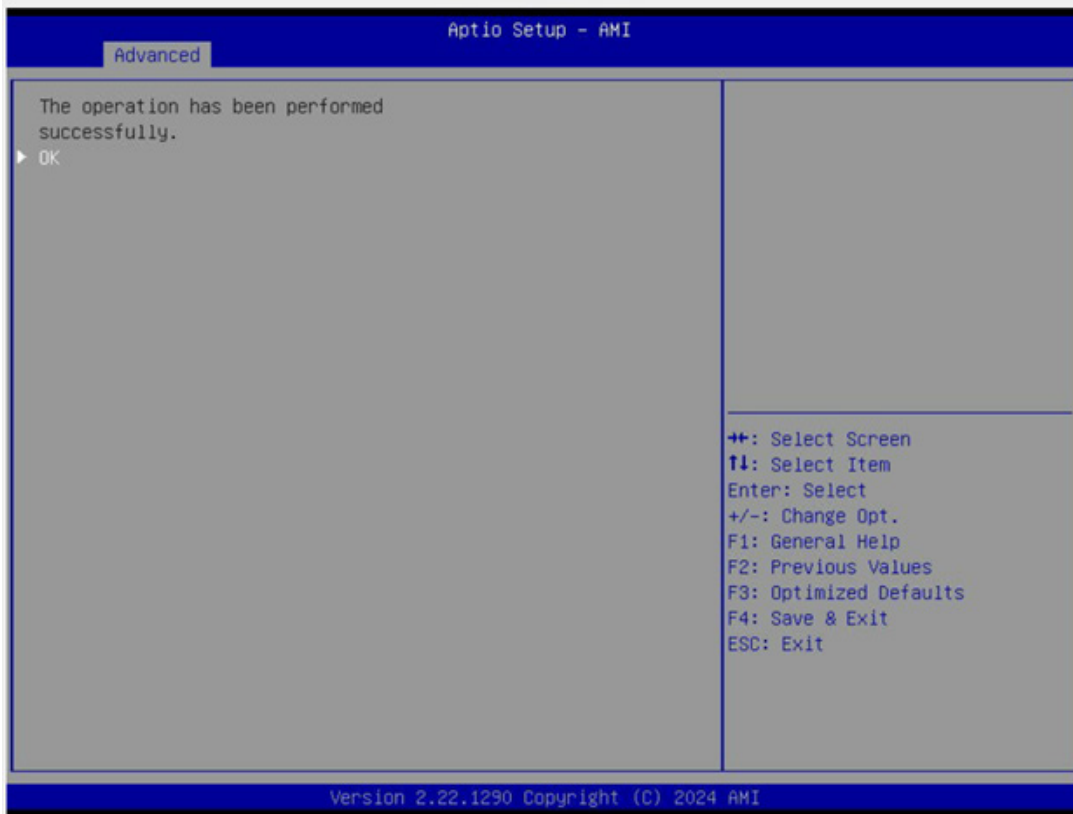 Aptio Setup - AMI
Advanced
The operation has been performed
successfully.
OK
→←: Select Screen
↑↓: Select Item
Enter: Select
+/-: Change Opt.
F1: General Help
F2: Previous Values
F3: Optimized Defaults
F4: Save & Exit
ESC: Exit
Version 2.22.1290 Copyright (C) 2024 AMI